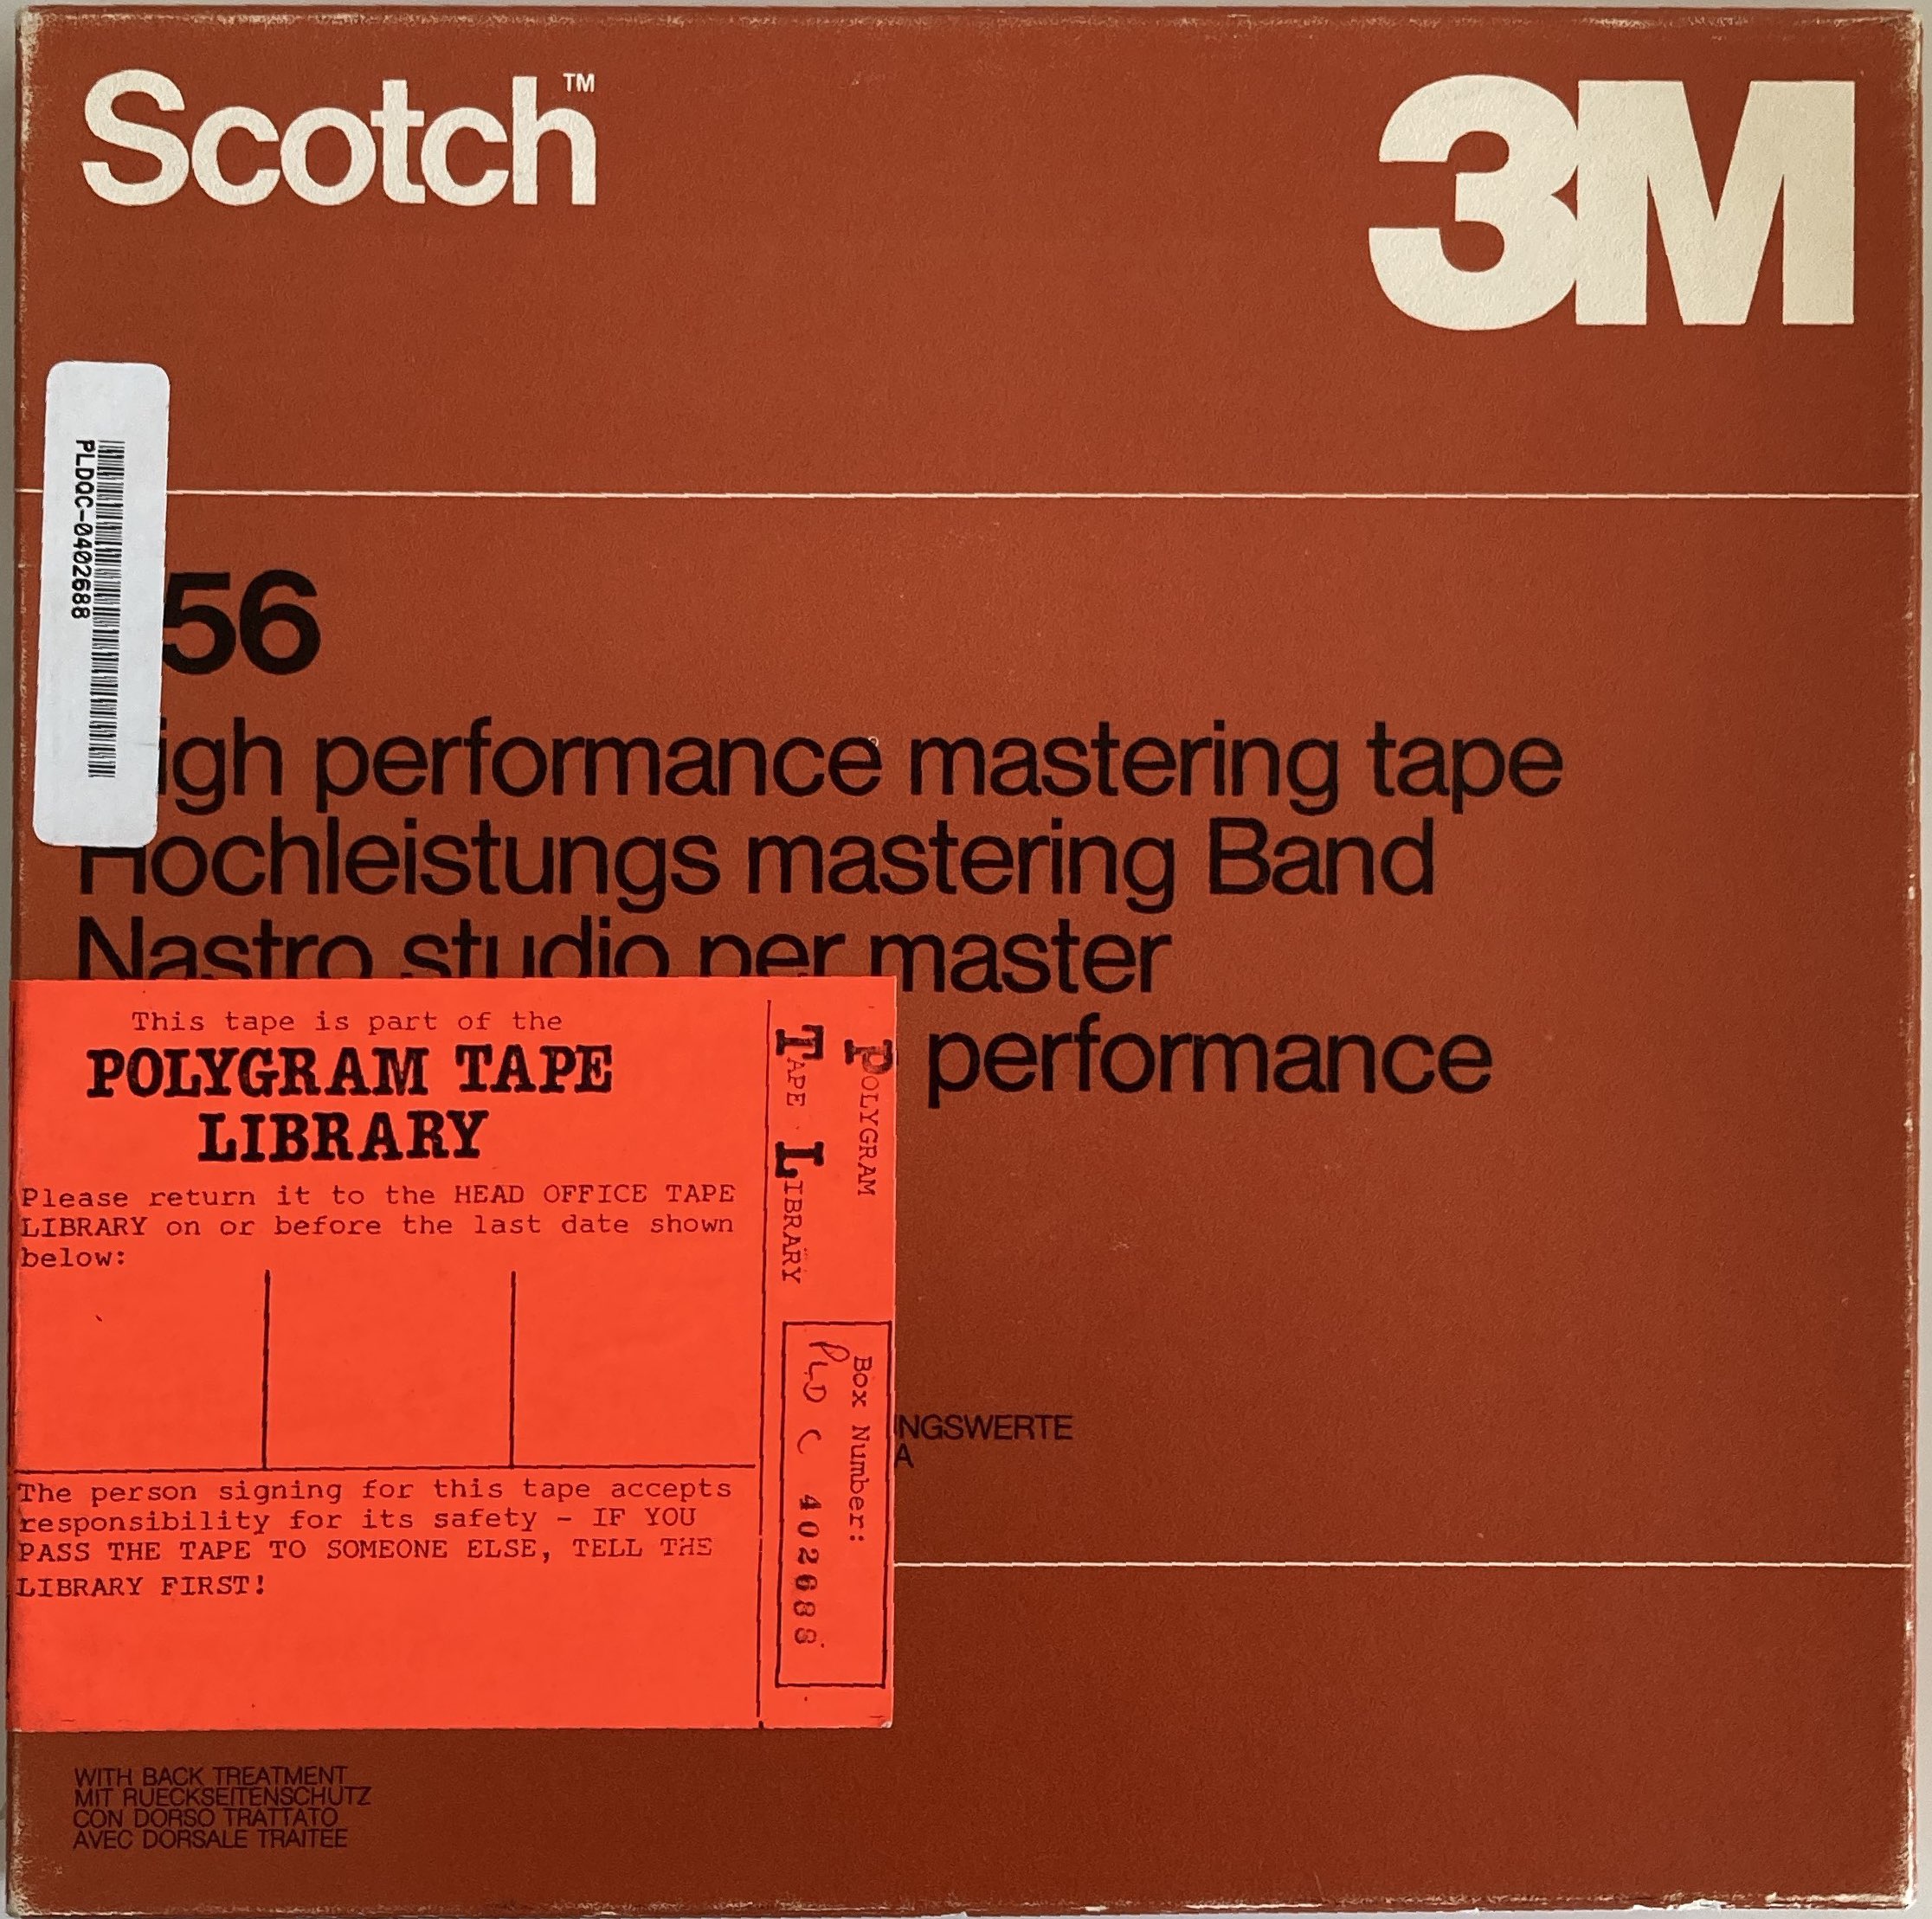 Scotch™
3M
PLDQC-0402688
56
igh performance mastering tape
Hochleistungs mastering Band
Nastro studio per master
performance
This tape is part of the
POLYGRAM TAPE
LIBRARY
Please return it to the HEAD OFFICE TAPE
LIBRARY on or before the last date shown
below:
The person signing for this tape accepts
responsibility for its safety - IF YOU
PASS THE TAPE TO SOMEONE ELSE, TELL THE
LIBRARY FIRST!
POLYGRAM
TAPE LIBRARY
Box Number:
PLD C 402688
NGSWERTE
A
WITH BACK TREATMENT
MIT RUECKSEITENSCHUTZ
CON DORSO TRATTATO
AVEC DORSALE TRAITEE